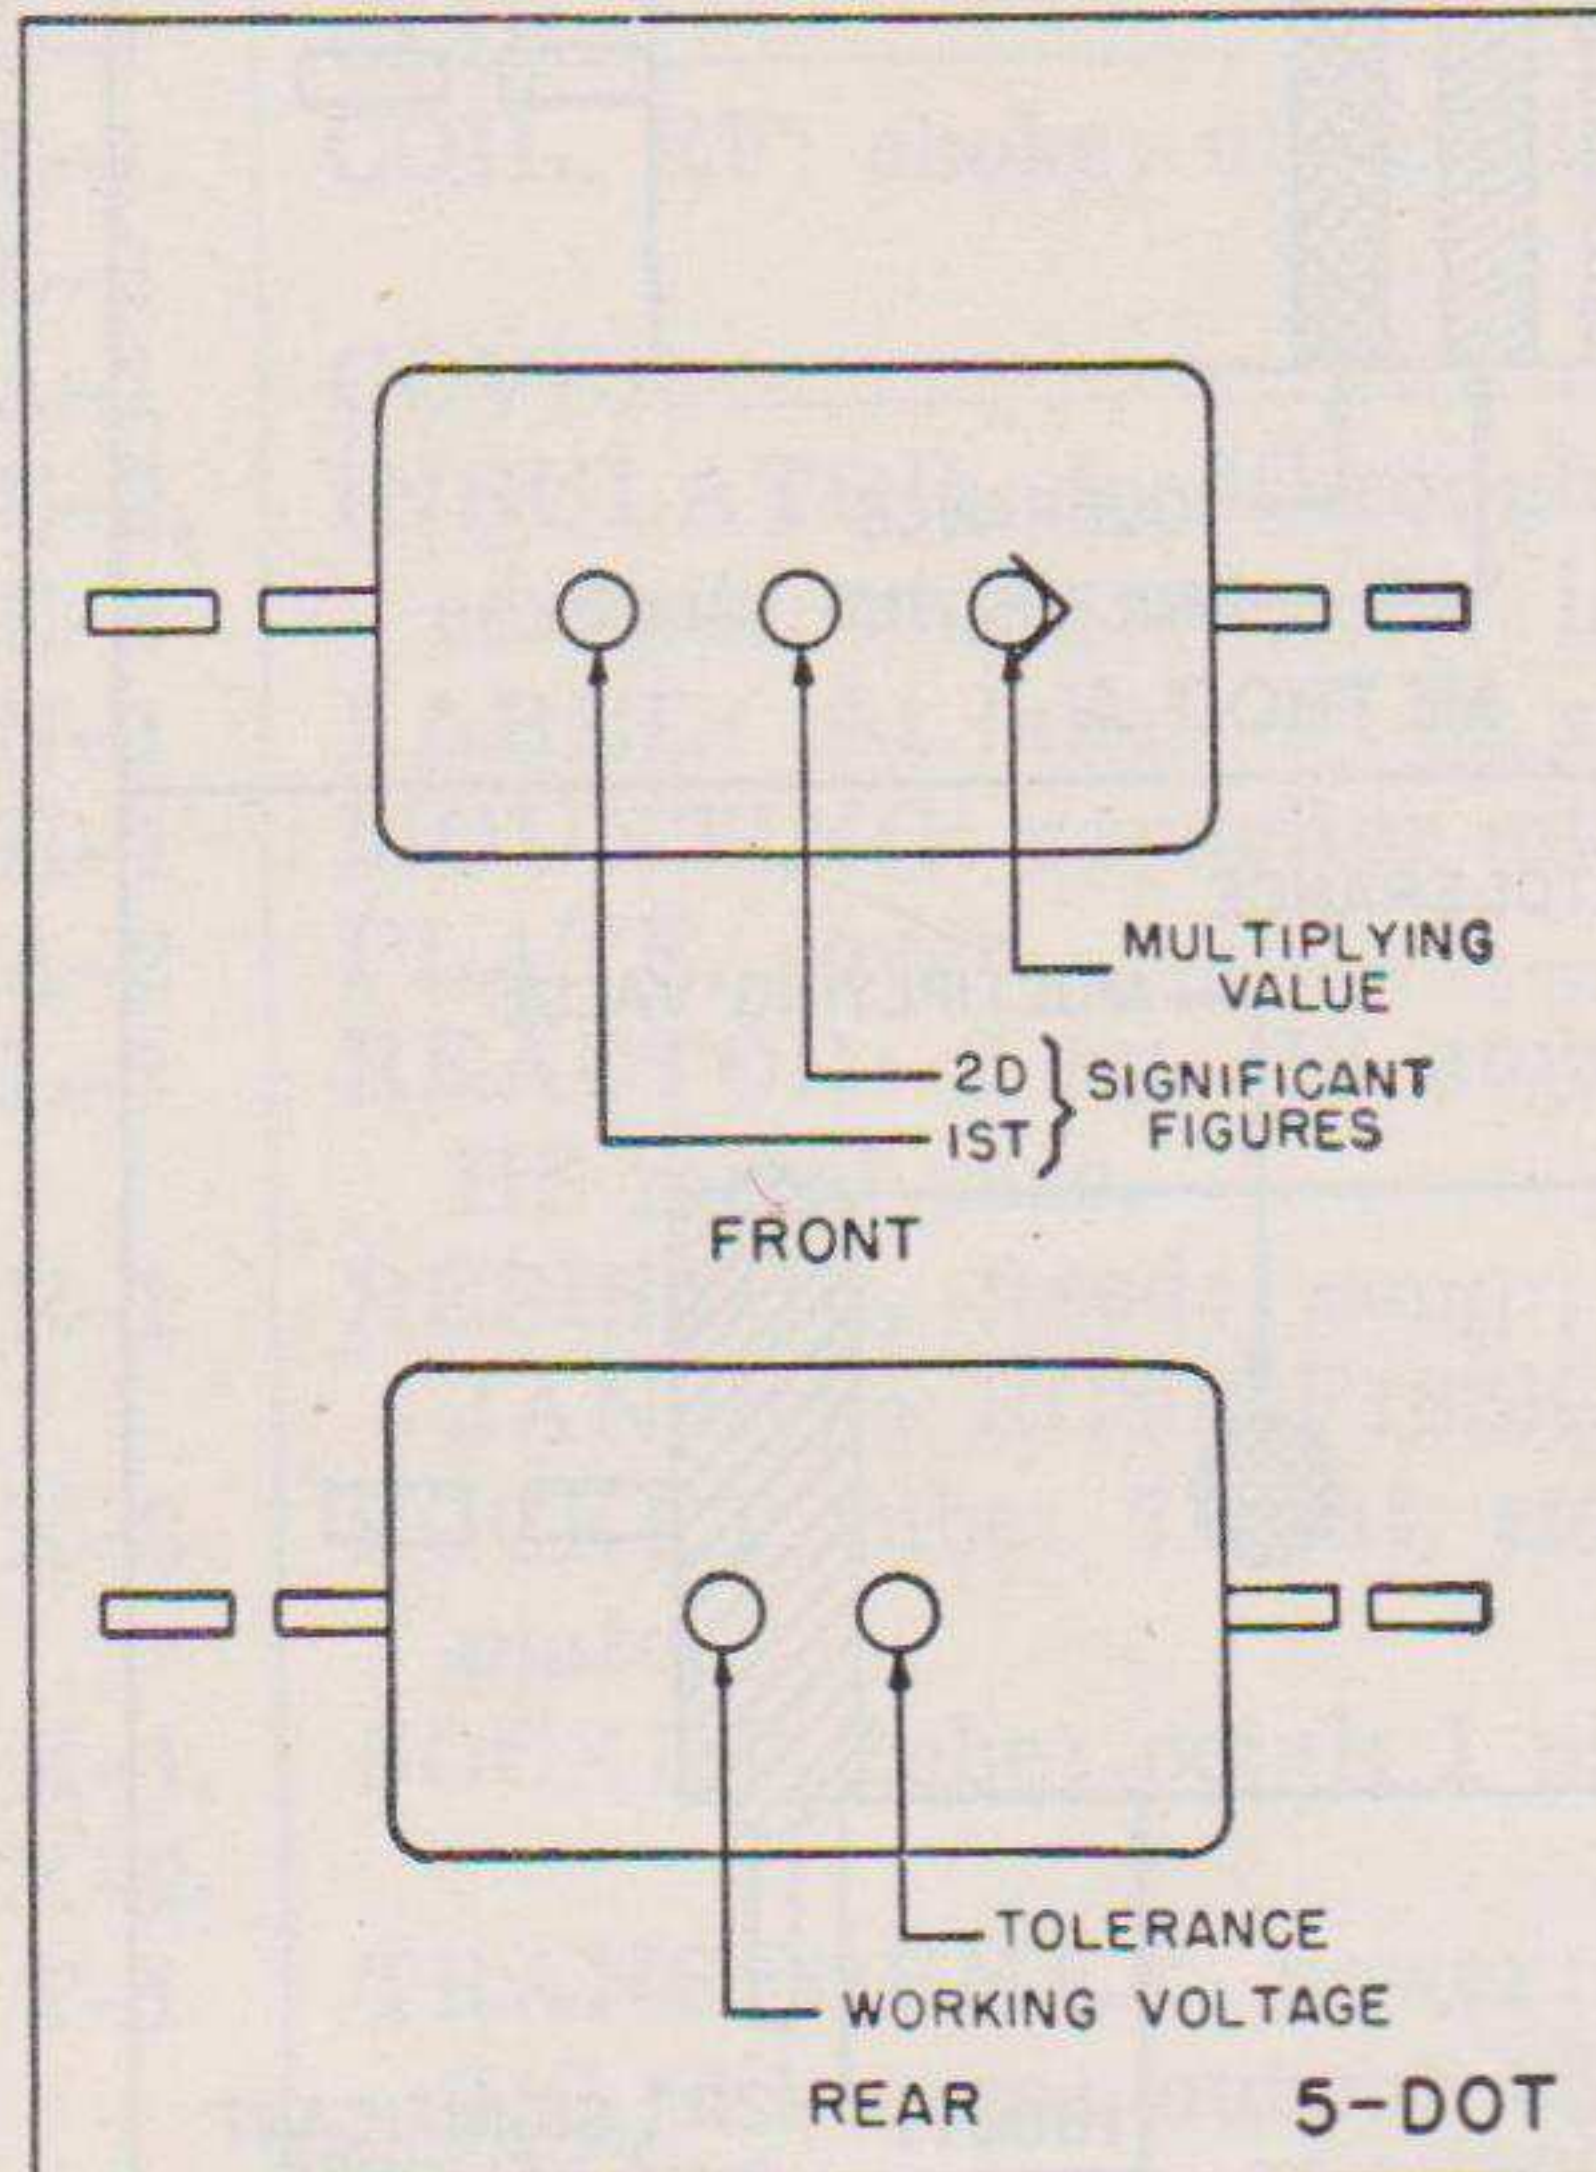 MULTIPLYING
VALUE
2D
1ST
SIGNIFICANT
FIGURES
FRONT
TOLERANCE
WORKING VOLTAGE
REAR
5-DOT